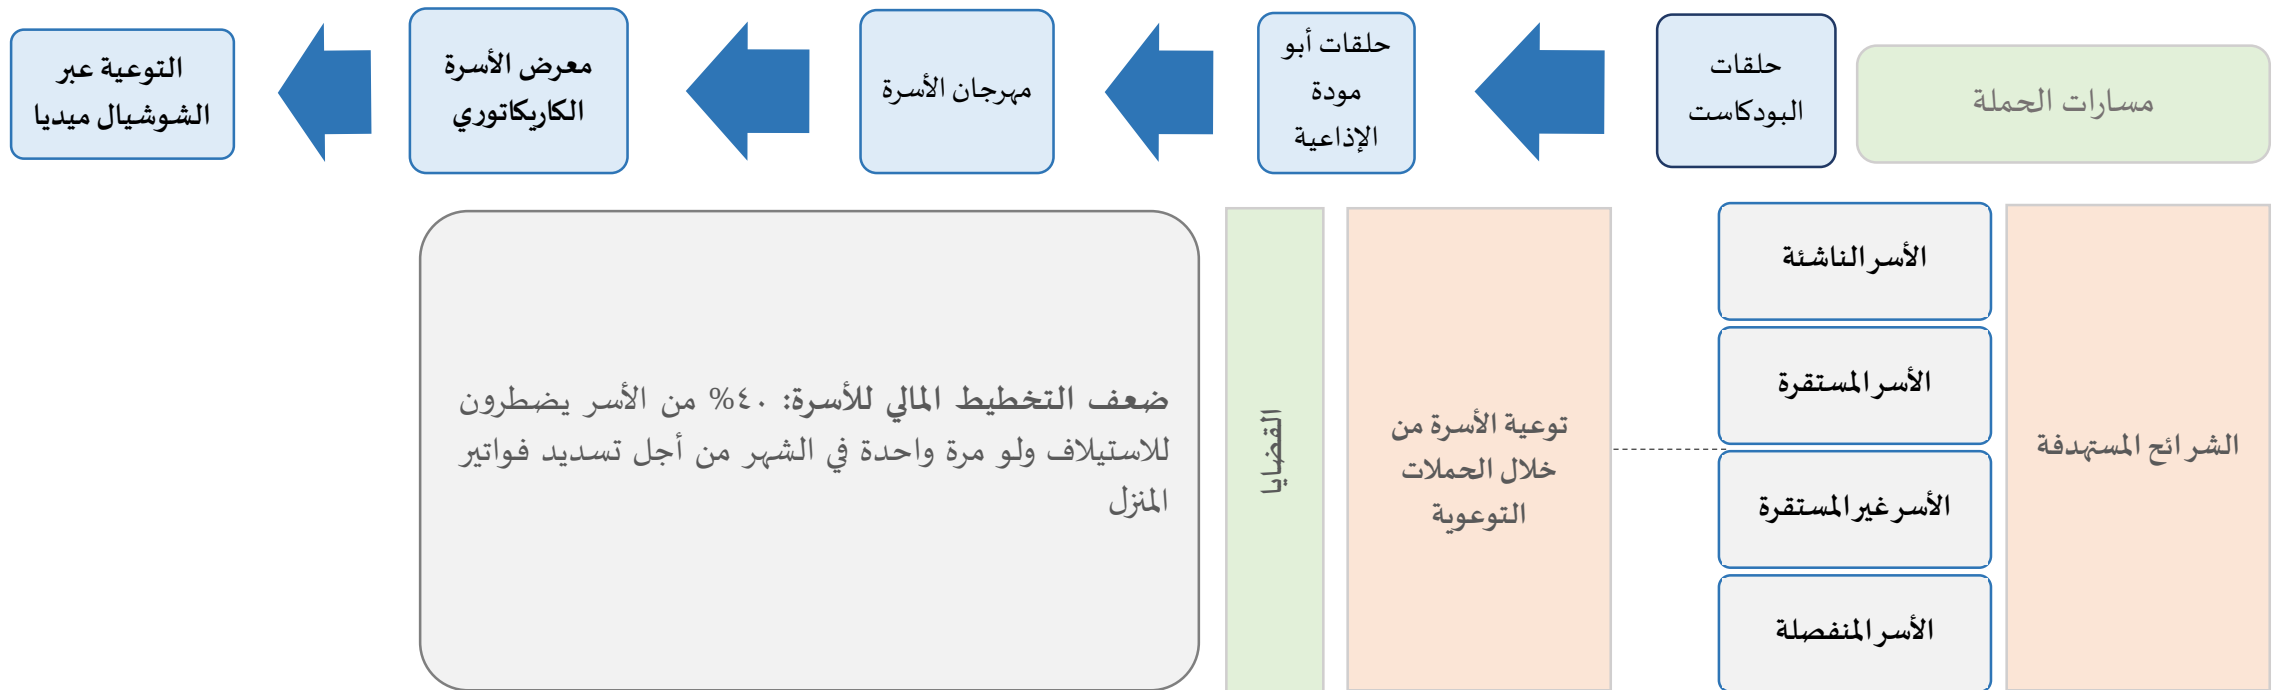 مسارات الحملة
حلقات
البودكاست
حلقات أبو
مودة
الإذاعية
مهرجان الأسرة
معرض الأسرة
الكاريكاتوري
التوعية عبر
الشوشيال ميديا
الشرائح المستهدفة
الأسر الناشئة
الأسر المستقرة
الأسر غير المستقرة
الأسر المنفصلة
توعية الأسرة من
خلال الحملات
التوعوية
القضايا
ضعف التخطيط المالي للأسرة: ٤٠% من الأسر يضطرون
للاستيلاف ولو مرة واحدة في الشهر من أجل تسديد فواتير
المنزل